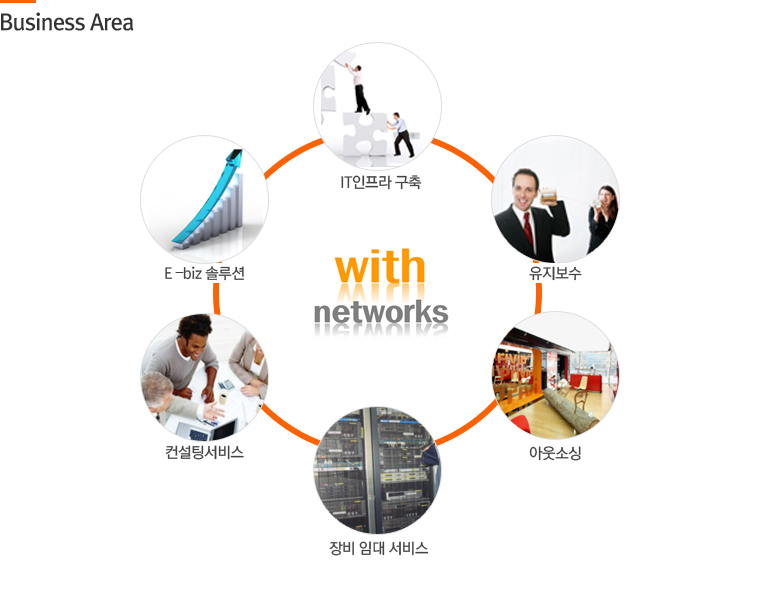 Business Area
IT인프라 구축
E -biz 솔루션
유지보수
with
networks
컨설팅서비스
아웃소싱
장비 임대 서비스